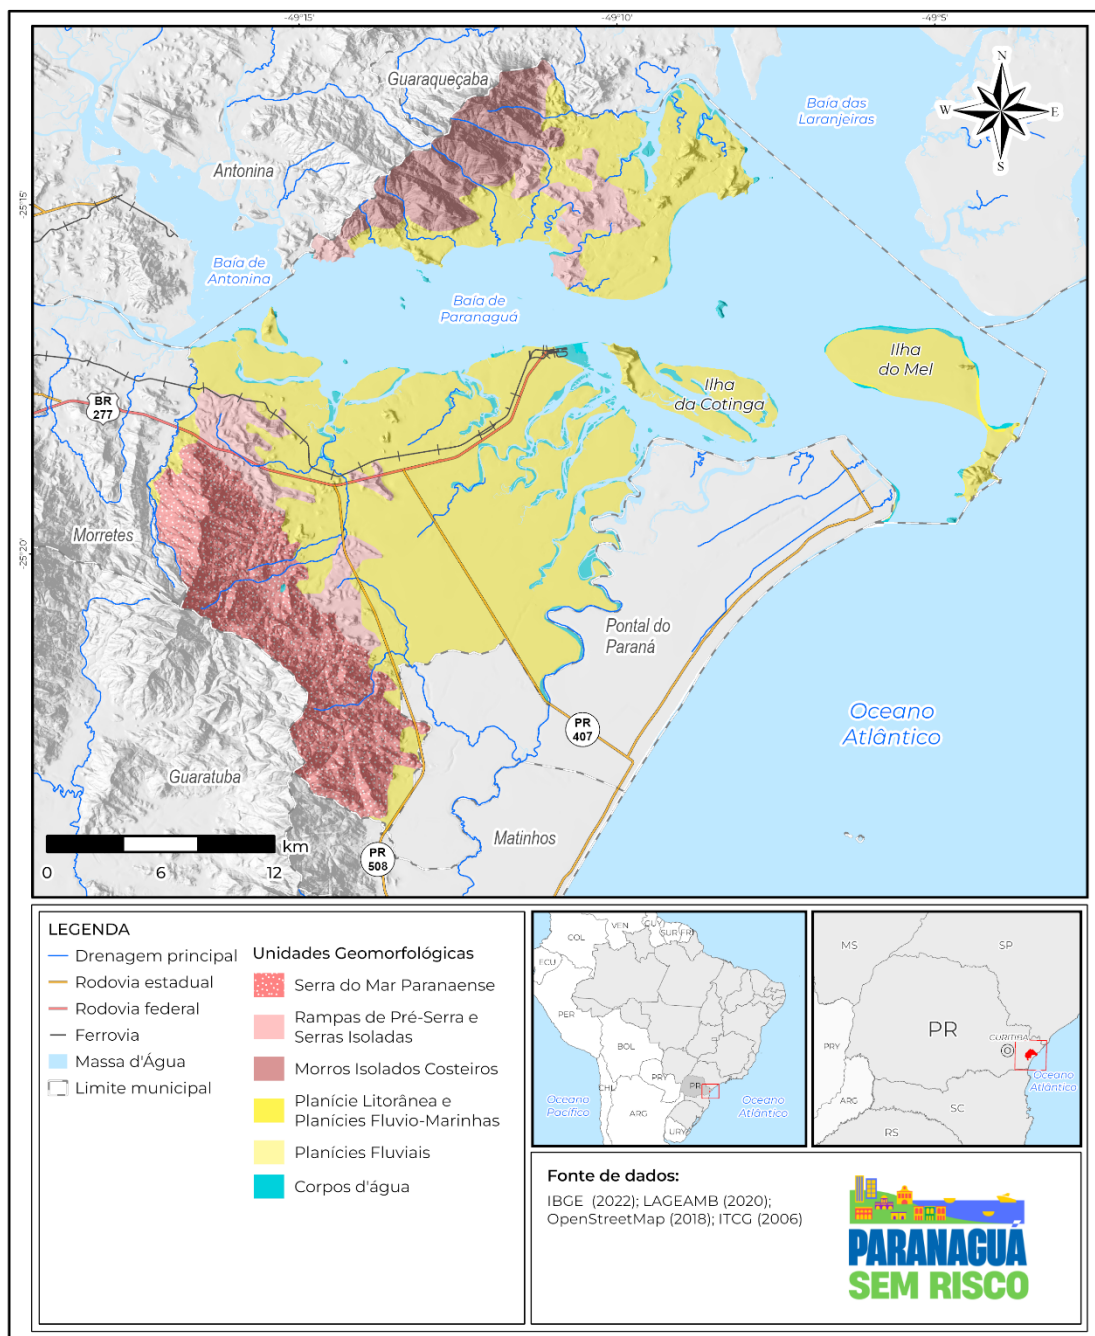 -49°15'
-49°10'
-49°5'
Guaraqueçaba
Baía das
Laranjeiras
N
W
E
S
Antonina
-25°15'
Baía de
Antonina
Baía de
Paranaguá
Ilha
do Mel
Ilha
da Cotinga
BR
277
Morretes
-25°20'
Pontal do
Paraná
PR
407
Oceano
Atlântico
Guaratuba
Matinhos
km
0
6
12
PR
508
LEGENDA
Drenagem principal
Rodovia estadual
Rodovia federal
Ferrovia
Massa d'Água
Limite municipal
Unidades Geomorfológicas
Serra do Mar Paranaense
Rampas de Pré-Serra e
Serras Isoladas
Morros Isolados Costeiros
Planície Litorânea e
Planícies Fluvio-Marinhas
Planícies Fluviais
Corpos d'água
COL
VEN
GUY
SUR
FRI
ECU
PER
BOL
PRY
CHL
PR
ARG
URY
Oceano
Pacífico
Oceano
Atlântico
MS
SP
PR
CURITIBA
PRY
ARG
SC
RS
Oceano
Atlântico
Fonte de dados:
IBGE (2022); LAGEAMB (2020);
OpenStreetMap (2018); ITCG (2006)
PARANAGUÁ
SEM RISCO